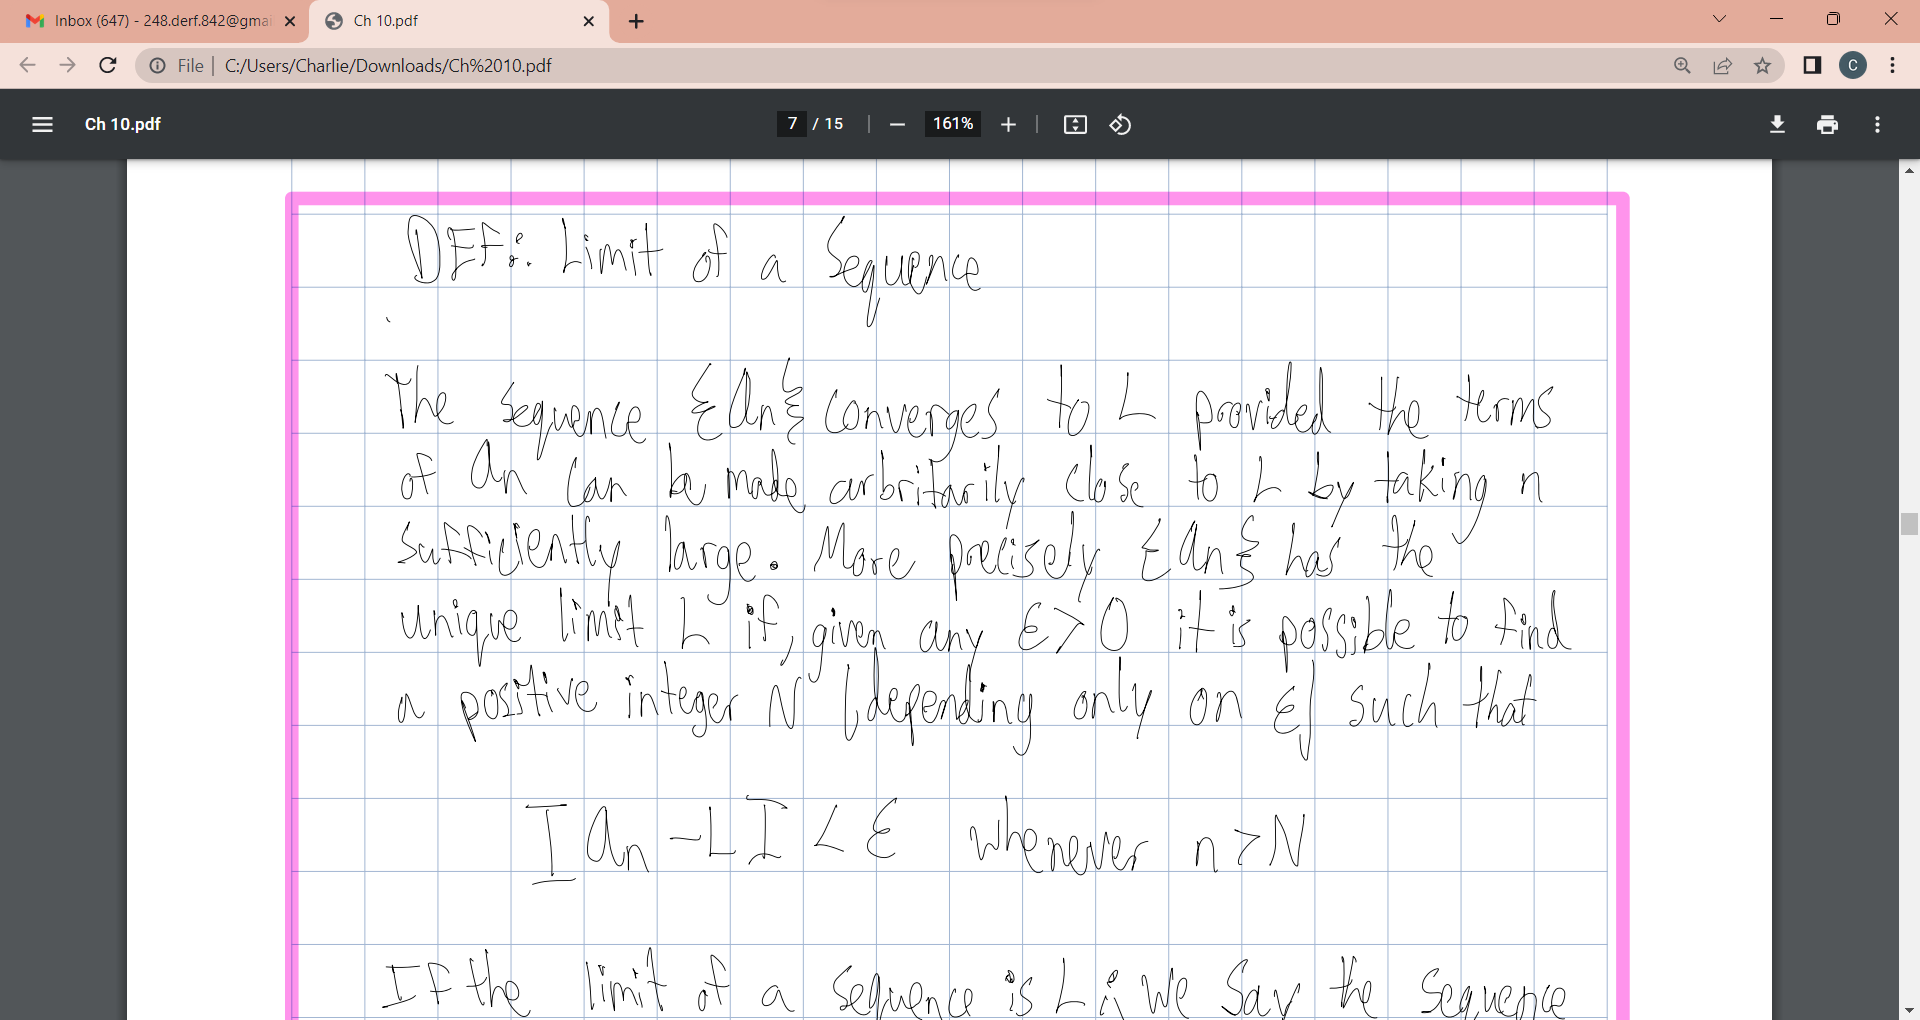 Inbox (647) - 248.derf.842@gmai
Ch 10.pdf
File | C:/Users/Charlie/Downloads/Ch%2010.pdf
C
Ch 10.pdf
7 / 15
161%
DEF: Limit of a Sequence
The sequence {an} converges to L provided the terms
of an can be made arbritarily close to L by taking n
sufficiently large. More precisely {an} has the
unique limit L if, given any ε>0 it is possible to find
a positive integer N (depending only on ε) such that
|an-L| < ε whenever n>N
If the limit of a sequence is L; we say the sequence